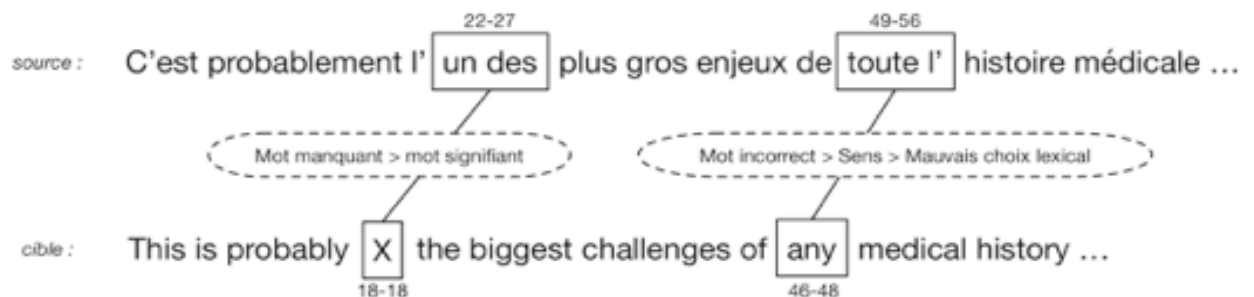 22-27 49-56
source : C'est probablement l' un des plus gros enjeux de toute l' histoire médicale ...
Mot manquant > mot signifiant Mot incorrect > Sens > Mauvais choix lexical
cible : This is probably X the biggest challenges of any medical history ...
18-18 46-48